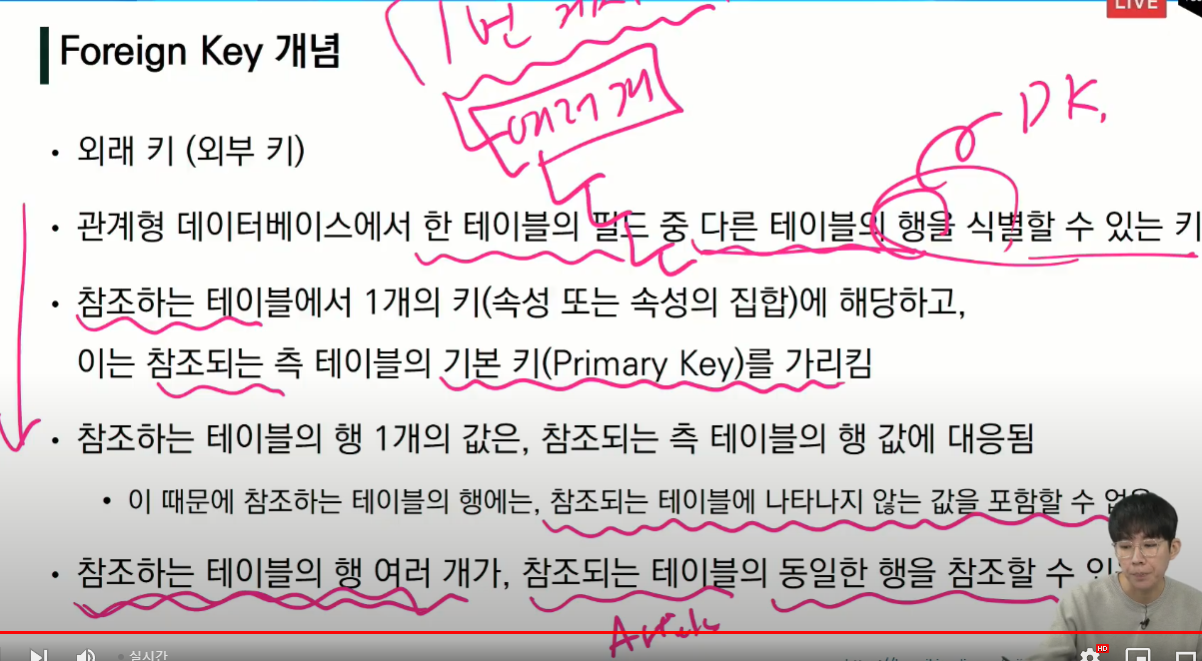 LIVE
1번
Foreign Key 개념
여러개
PK.
• 외래 키 (외부 키)
• 관계형 데이터베이스에서 한 테이블의 필드 중 다른 테이블의 행을 식별할 수 있는 키
• 참조하는 테이블에서 1개의 키(속성 또는 속성의 집합)에 해당하고,
이는 참조되는 측 테이블의 기본 키(Primary Key)를 가리킴
• 참조하는 테이블의 행 1개의 값은, 참조되는 측 테이블의 행 값에 대응됨
• 이 때문에 참조하는 테이블의 행에는, 참조되는 테이블에 나타나지 않는 값을 포함할 수 없음
• 참조하는 테이블의 행 여러 개가, 참조되는 테이블의 동일한 행을 참조할 수
Article
실시간
HD